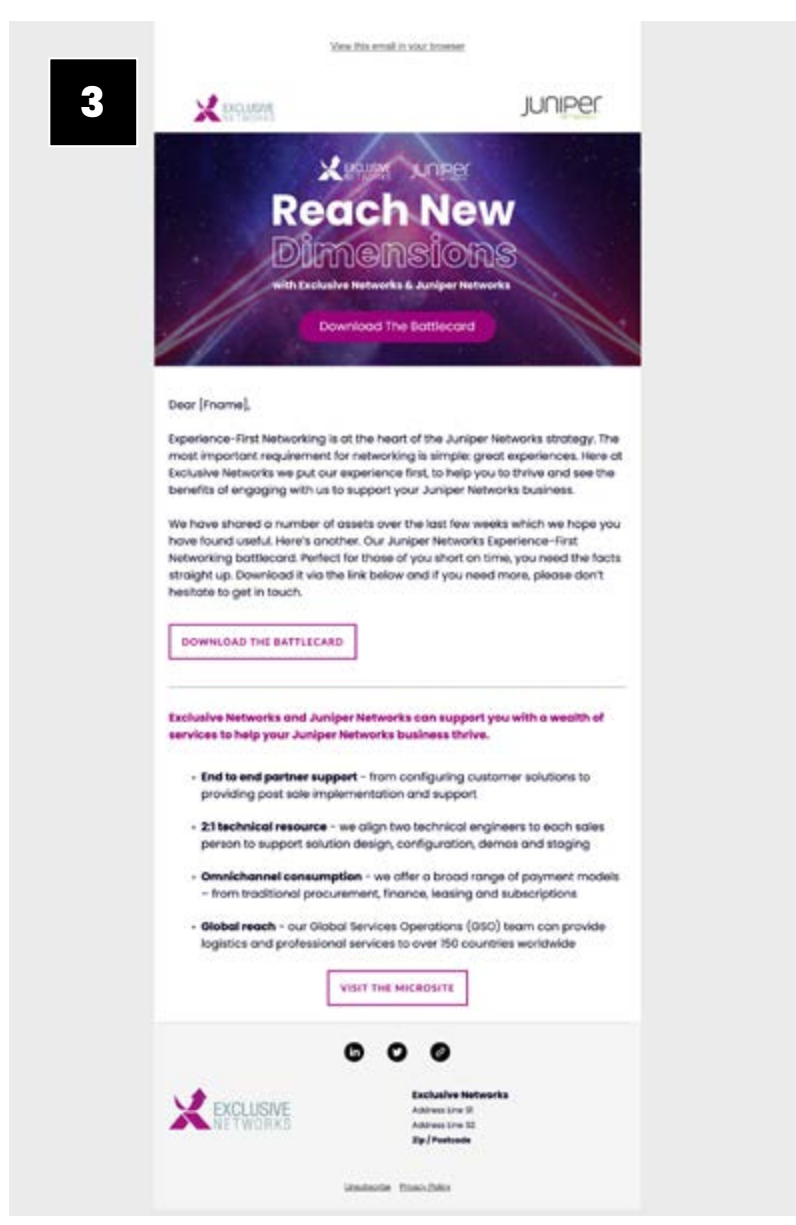 View this email in your browser
3
EXCLUSIVE
NETWORKS
JUNIPer
NETWORKS
EXCLUSIVE
NETWORKS
JUNIPer
NETWORKS
Reach New
Dimensions
with Exclusive Networks & Juniper Networks
Download The Battlecard
Dear [Fname],
Experience-First Networking is at the heart of the Juniper Networks strategy. The
most important requirement for networking is simple: great experiences. Here at
Exclusive Networks we put our experience first, to help you to thrive and see the
benefits of engaging with us to support your Juniper Networks business.
We have shared a number of assets over the last few weeks which we hope you
have found useful. Here's another. Our Juniper Networks Experience-First
Networking battlecard. Perfect for those of you short on time, you need the facts
straight up. Download it via the link below and if you need more, please don't
hesitate to get in touch.
DOWNLOAD THE BATTLECARD
Exclusive Networks and Juniper Networks can support you with a wealth of
services to help your Juniper Networks business thrive.
• End to end partner support - from configuring customer solutions to
providing post sale implementation and support
• 2:1 technical resource - we align two technical engineers to each sales
person to support solution design, configuration, demos and staging
• Omnichannel consumption - we offer a broad range of payment models
– from traditional procurement, finance, leasing and subscriptions
• Global reach - our Global Services Operations (GSO) team can provide
logistics and professional services to over 150 countries worldwide
VISIT THE MICROSITE
in
EXCLUSIVE
NETWORKS
Exclusive Networks
Address Line 51
Address Line 52
Zip / Postcode
Unsubscribe Privacy Policy